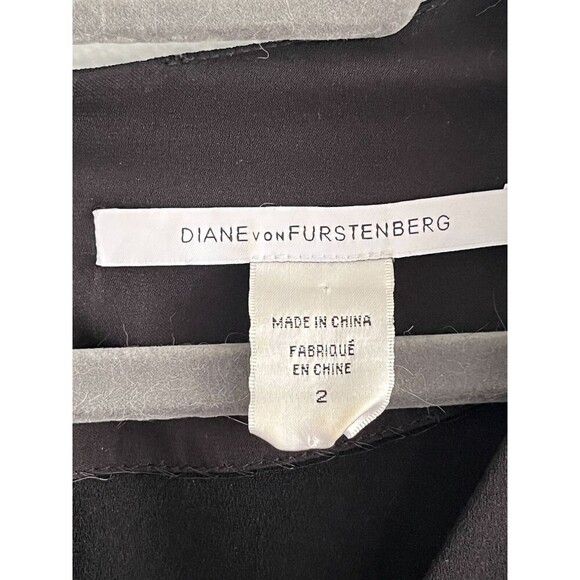 DIANE VON FURSTENBERG
MADE IN CHINA
FABRIQUÉ
EN CHINE
2